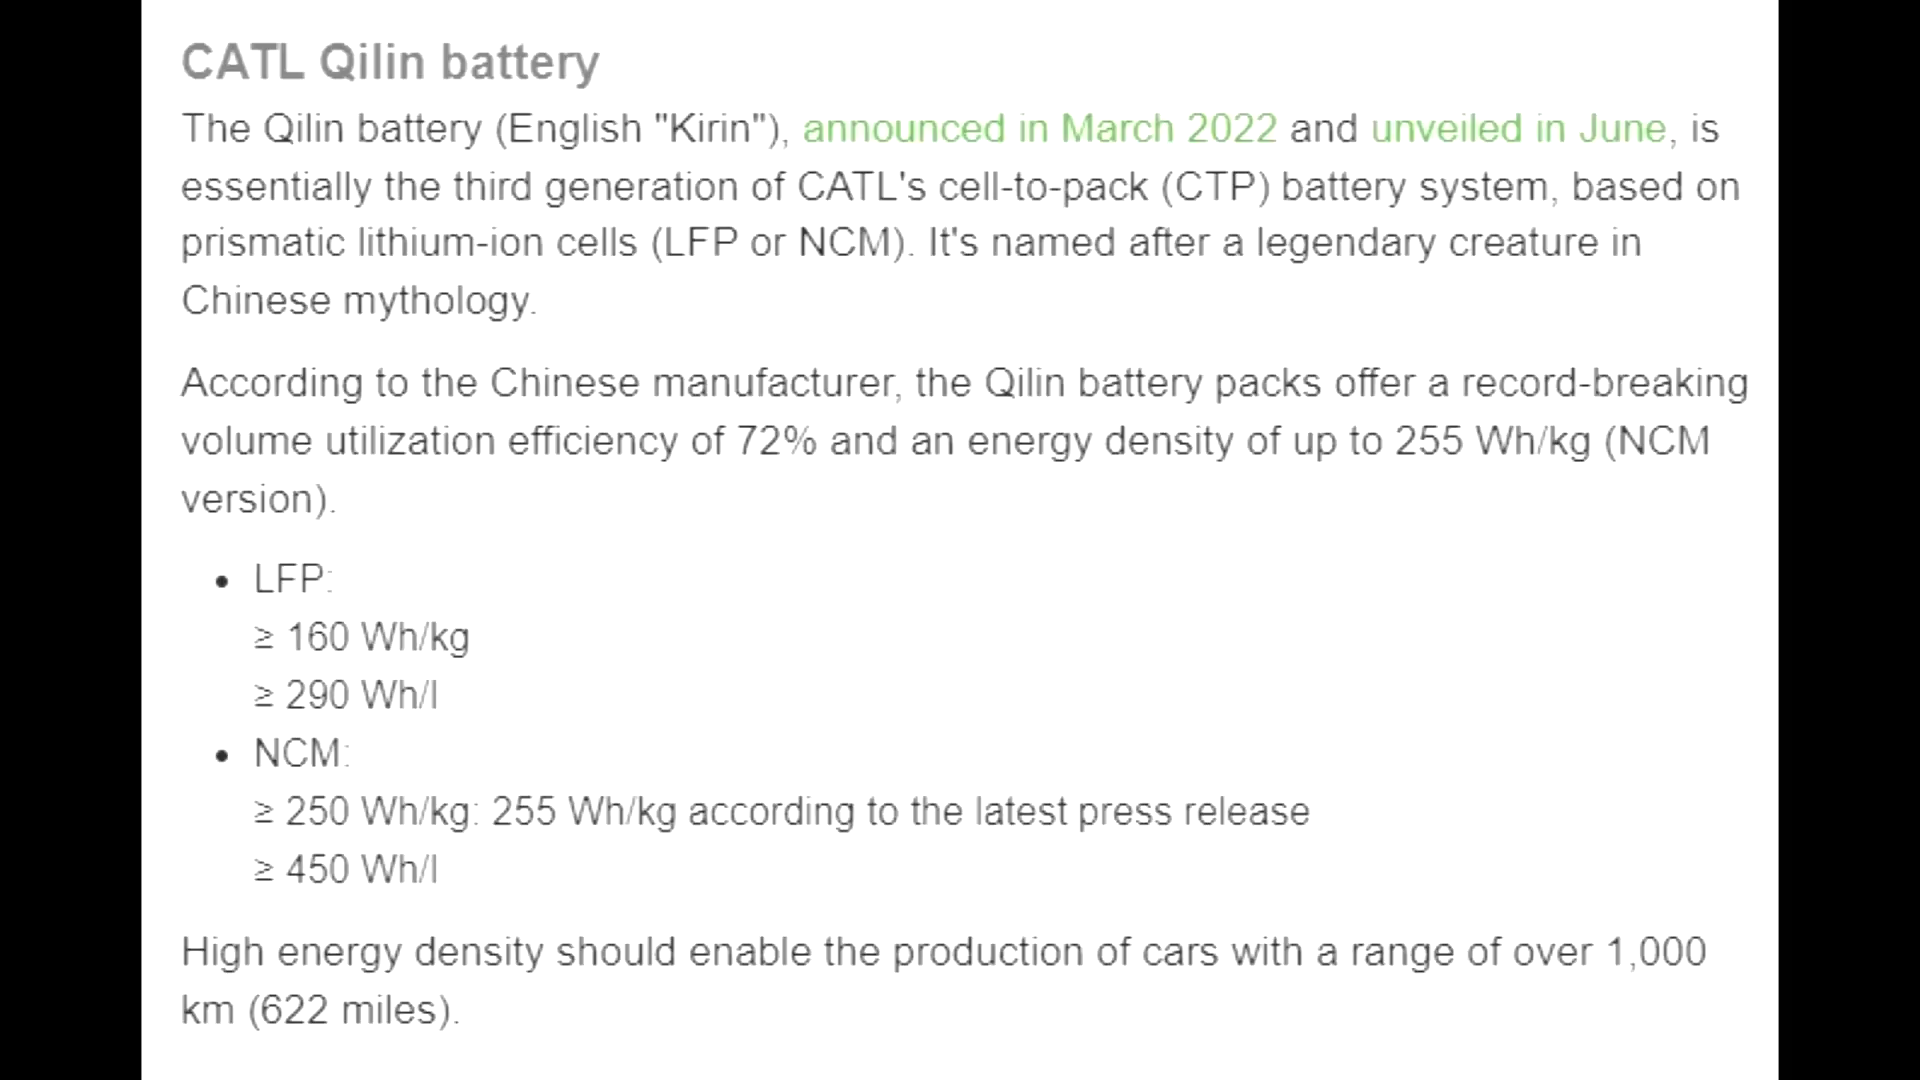 CATL Qilin battery
The Qilin battery (English "Kirin"), announced in March 2022 and unveiled in June, is
essentially the third generation of CATL's cell-to-pack (CTP) battery system, based on
prismatic lithium-ion cells (LFP or NCM). It's named after a legendary creature in
Chinese mythology.
According to the Chinese manufacturer, the Qilin battery packs offer a record-breaking
volume utilization efficiency of 72% and an energy density of up to 255 Wh/kg (NCM
version).
• LFP:
≥ 160 Wh/kg
≥ 290 Wh/l
• NCM:
≥ 250 Wh/kg: 255 Wh/kg according to the latest press release
≥ 450 Wh/l
High energy density should enable the production of cars with a range of over 1,000
km (622 miles).